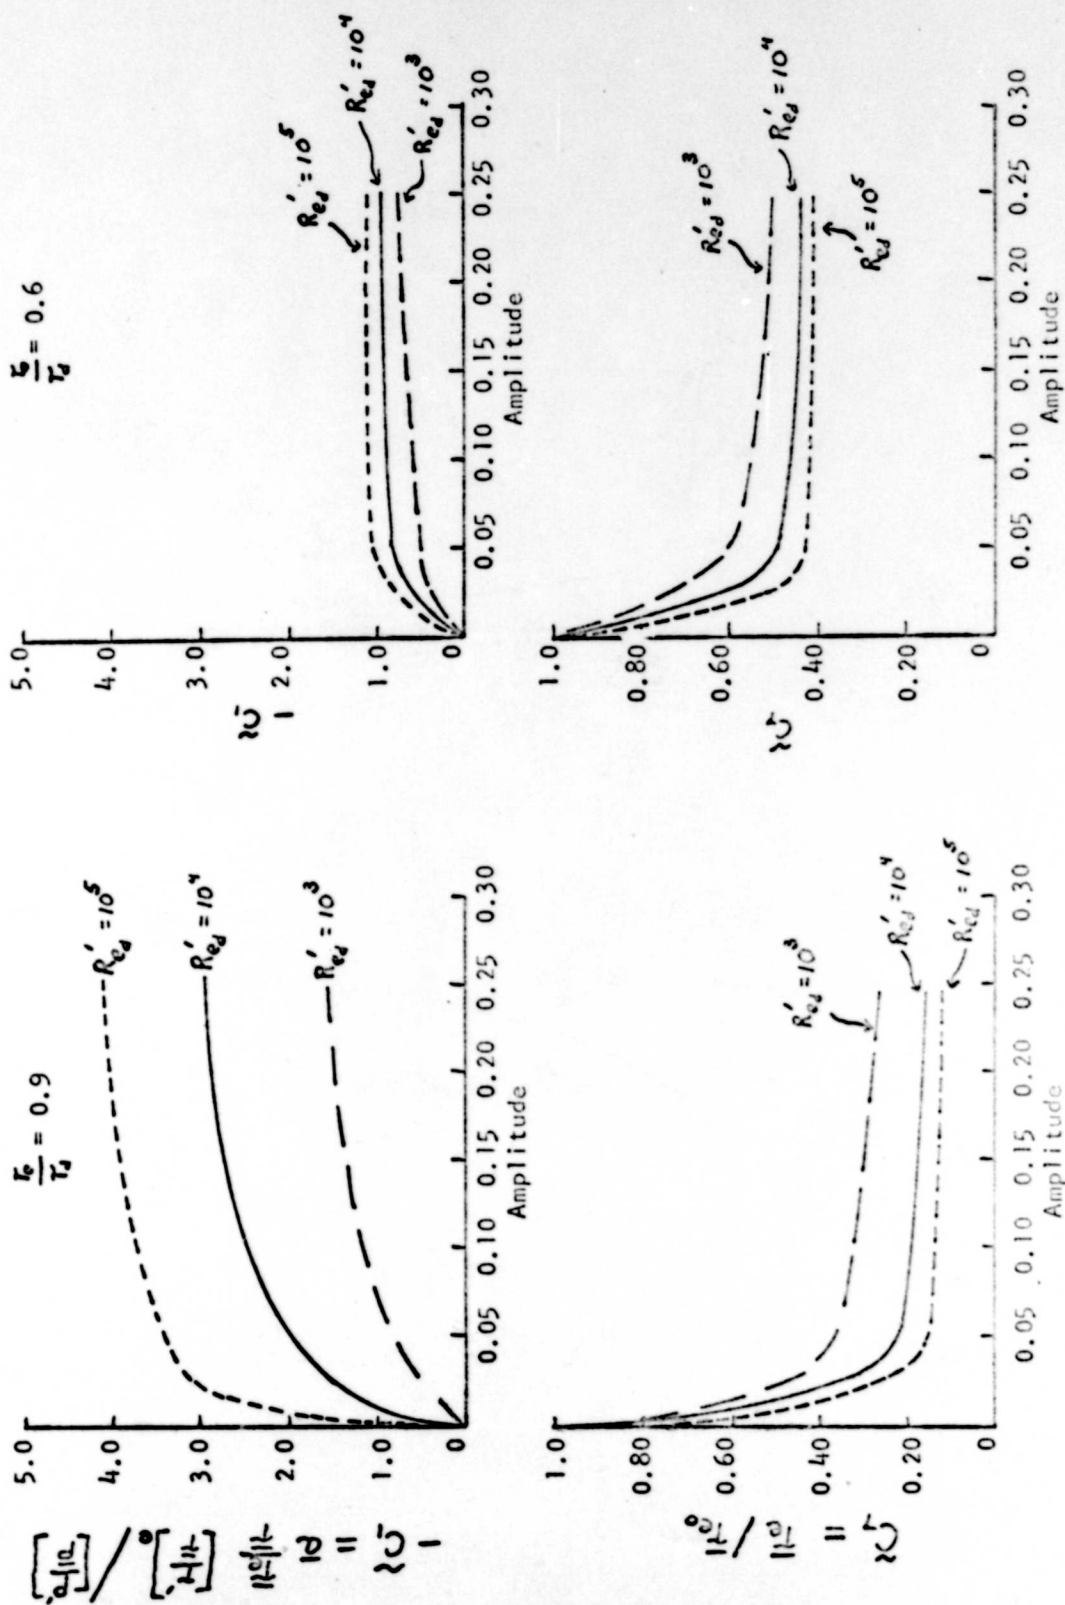 r₀/r_d = 0.9
5.0
4.0
3.0
2.0
1.0
0
R'ed = 10⁵
R'ed = 10⁴
R'ed = 10³
0.05 0.10 0.15 0.20 0.25 0.30
Amplitude
r₀/r_d = 0.6
5.0
4.0
3.0
2.0
1.0
0
R'ed = 10⁵
R'ed = 10⁴
R'ed = 10³
0.05 0.10 0.15 0.20 0.25 0.30
Amplitude
1.0
0.80
0.60
0.40
0.20
0
R'ed = 10³
R'ed = 10⁴
R'ed = 10⁵
0.05 0.10 0.15 0.20 0.25 0.30
Amplitude
1.0
0.80
0.60
0.40
0.20
0
R'ed = 10³
R'ed = 10⁴
R'ed = 10⁵
0.05 0.10 0.15 0.20 0.25 0.30
Amplitude